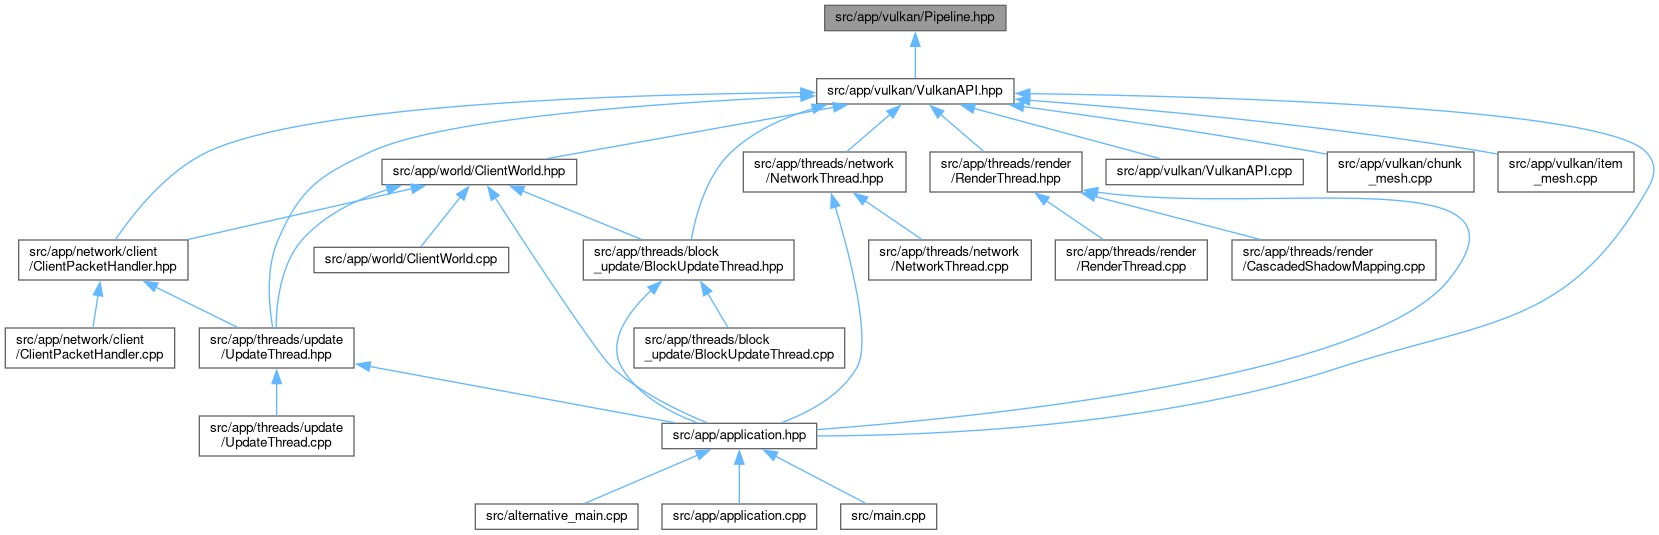 src/app/vulkan/Pipeline.hpp
src/app/vulkan/VulkanAPI.hpp
src/app/world/ClientWorld.hpp
src/app/threads/network
/NetworkThread.hpp
src/app/threads/render
/RenderThread.hpp
src/app/vulkan/VulkanAPI.cpp
src/app/vulkan/chunk
_mesh.cpp
src/app/vulkan/item
_mesh.cpp
src/app/network/client
/ClientPacketHandler.hpp
src/app/world/ClientWorld.cpp
src/app/threads/block
_update/BlockUpdateThread.hpp
src/app/threads/network
/NetworkThread.cpp
src/app/threads/render
/RenderThread.cpp
src/app/threads/render
/CascadedShadowMapping.cpp
src/app/network/client
/ClientPacketHandler.cpp
src/app/threads/update
/UpdateThread.hpp
src/app/threads/block
_update/BlockUpdateThread.cpp
src/app/threads/update
/UpdateThread.cpp
src/app/application.hpp
src/alternative_main.cpp
src/app/application.cpp
src/main.cpp